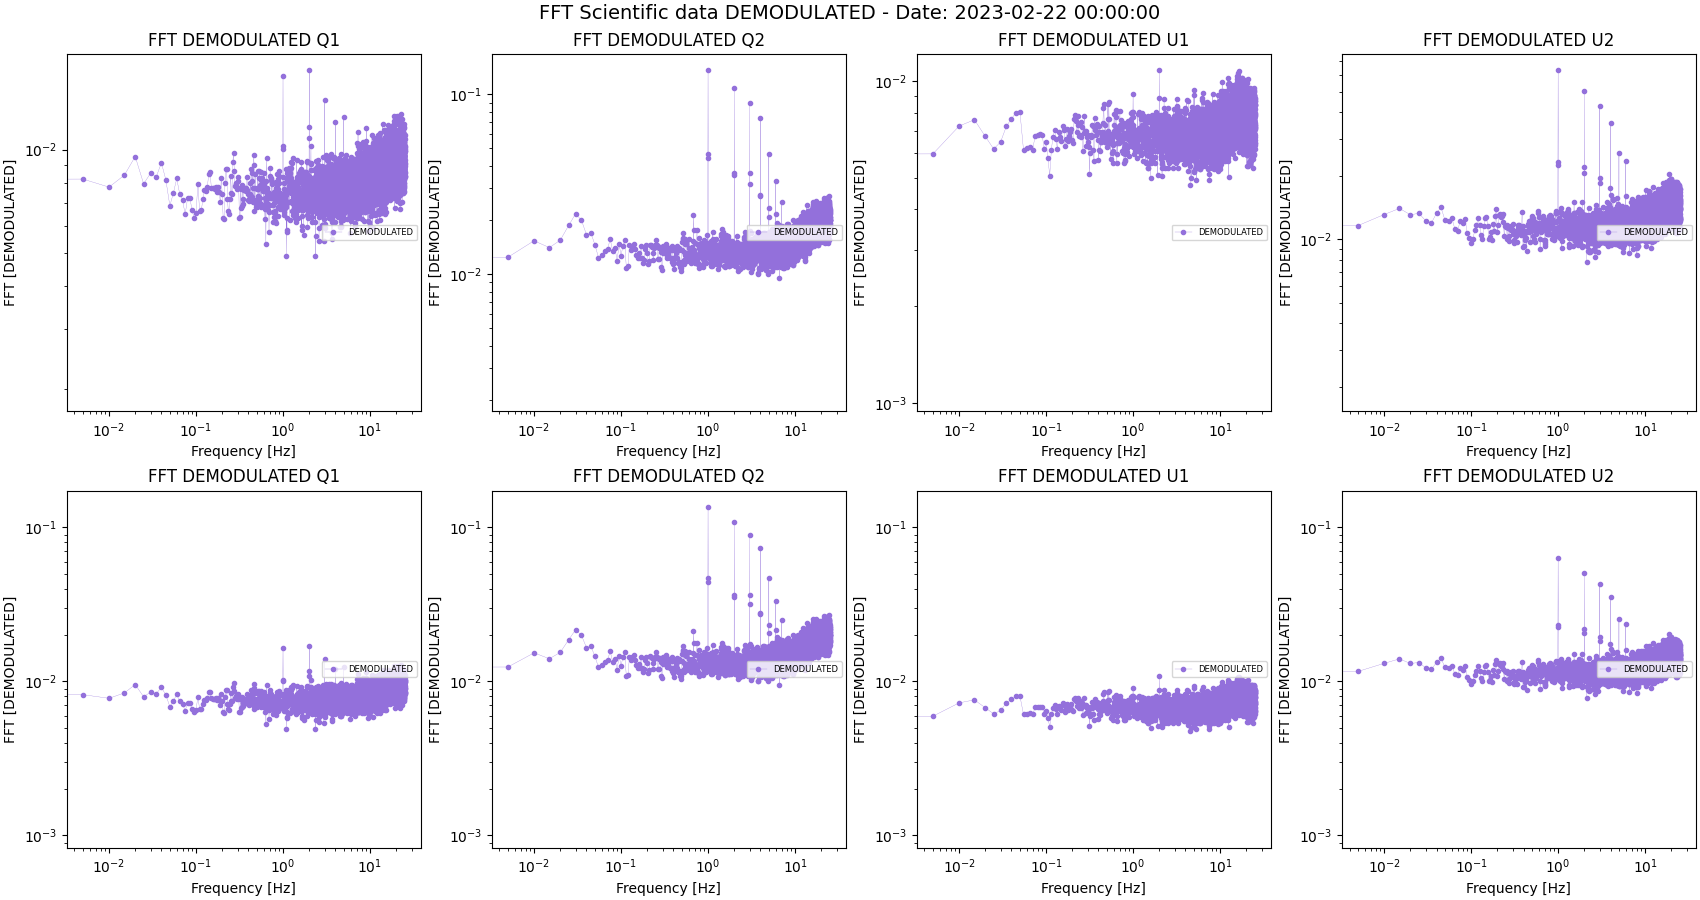 FFT Scientific data DEMODULATED - Date: 2023-02-22 00:00:00
FFT DEMODULATED Q1
FFT [DEMODULATED]
10⁻²
DEMODULATED
10⁻² 10⁻¹ 10⁰ 10¹
Frequency [Hz]
FFT DEMODULATED Q2
FFT [DEMODULATED]
10⁻¹
10⁻²
DEMODULATED
10⁻² 10⁻¹ 10⁰ 10¹
Frequency [Hz]
FFT DEMODULATED U1
FFT [DEMODULATED]
10⁻²
10⁻³
DEMODULATED
10⁻² 10⁻¹ 10⁰ 10¹
Frequency [Hz]
FFT DEMODULATED U2
FFT [DEMODULATED]
10⁻²
DEMODULATED
10⁻² 10⁻¹ 10⁰ 10¹
Frequency [Hz]
FFT DEMODULATED Q1
FFT [DEMODULATED]
10⁻¹
10⁻²
10⁻³
DEMODULATED
10⁻² 10⁻¹ 10⁰ 10¹
Frequency [Hz]
FFT DEMODULATED Q2
FFT [DEMODULATED]
10⁻¹
10⁻²
10⁻³
DEMODULATED
10⁻² 10⁻¹ 10⁰ 10¹
Frequency [Hz]
FFT DEMODULATED U1
FFT [DEMODULATED]
10⁻¹
10⁻²
10⁻³
DEMODULATED
10⁻² 10⁻¹ 10⁰ 10¹
Frequency [Hz]
FFT DEMODULATED U2
FFT [DEMODULATED]
10⁻¹
10⁻²
10⁻³
DEMODULATED
10⁻² 10⁻¹ 10⁰ 10¹
Frequency [Hz]